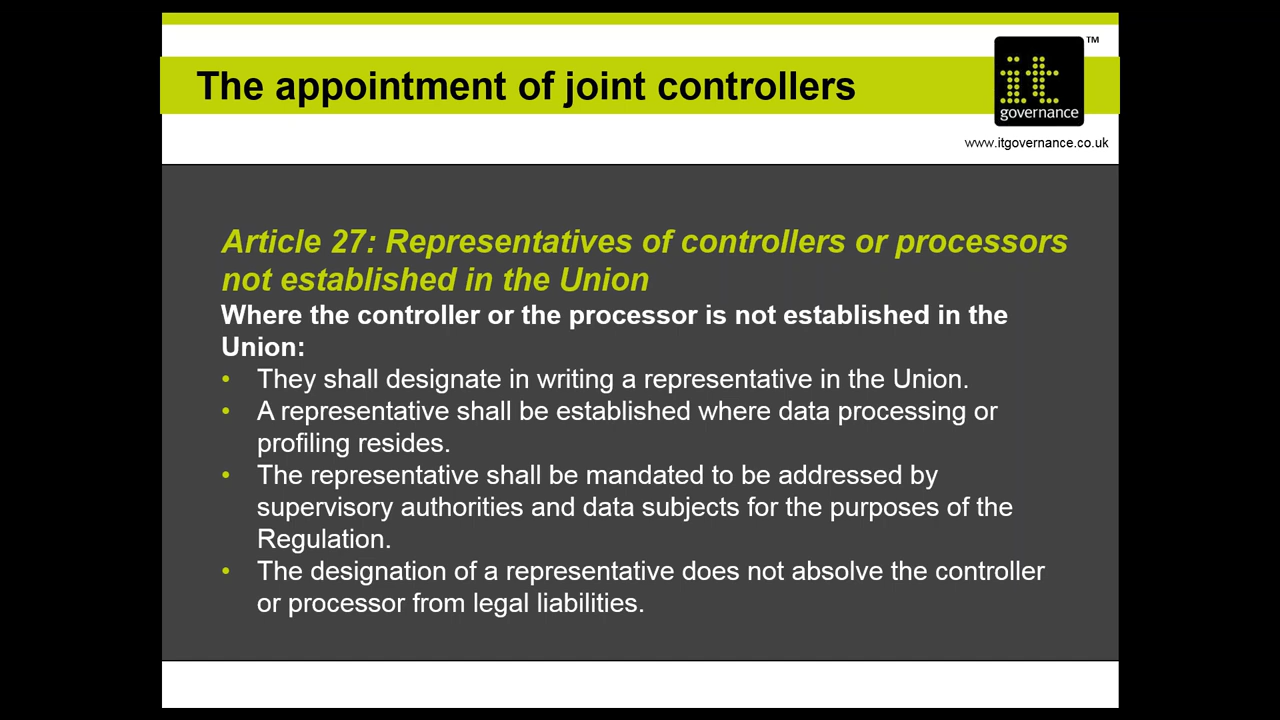 The appointment of joint controllers
it
governance
™
www.itgovernance.co.uk
Article 27: Representatives of controllers or processors
not established in the Union
Where the controller or the processor is not established in the
Union:
• They shall designate in writing a representative in the Union.
• A representative shall be established where data processing or
profiling resides.
• The representative shall be mandated to be addressed by
supervisory authorities and data subjects for the purposes of the
Regulation.
• The designation of a representative does not absolve the controller
or processor from legal liabilities.